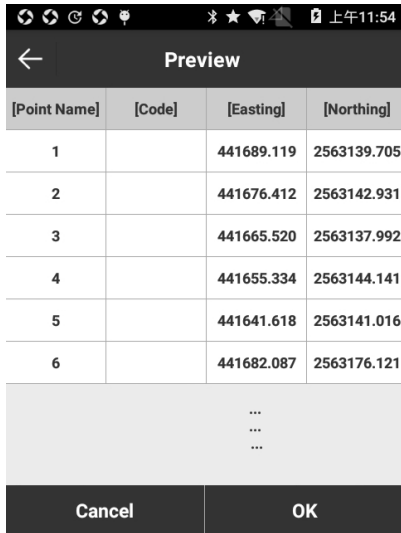 上午11:54
Preview
[Point Name] [Code] [Easting] [Northing]
1 441689.119 2563139.705
2 441676.412 2563142.931
3 441665.520 2563137.992
4 441655.334 2563144.141
5 441641.618 2563141.016
6 441682.087 2563176.121
...
...
...
Cancel OK